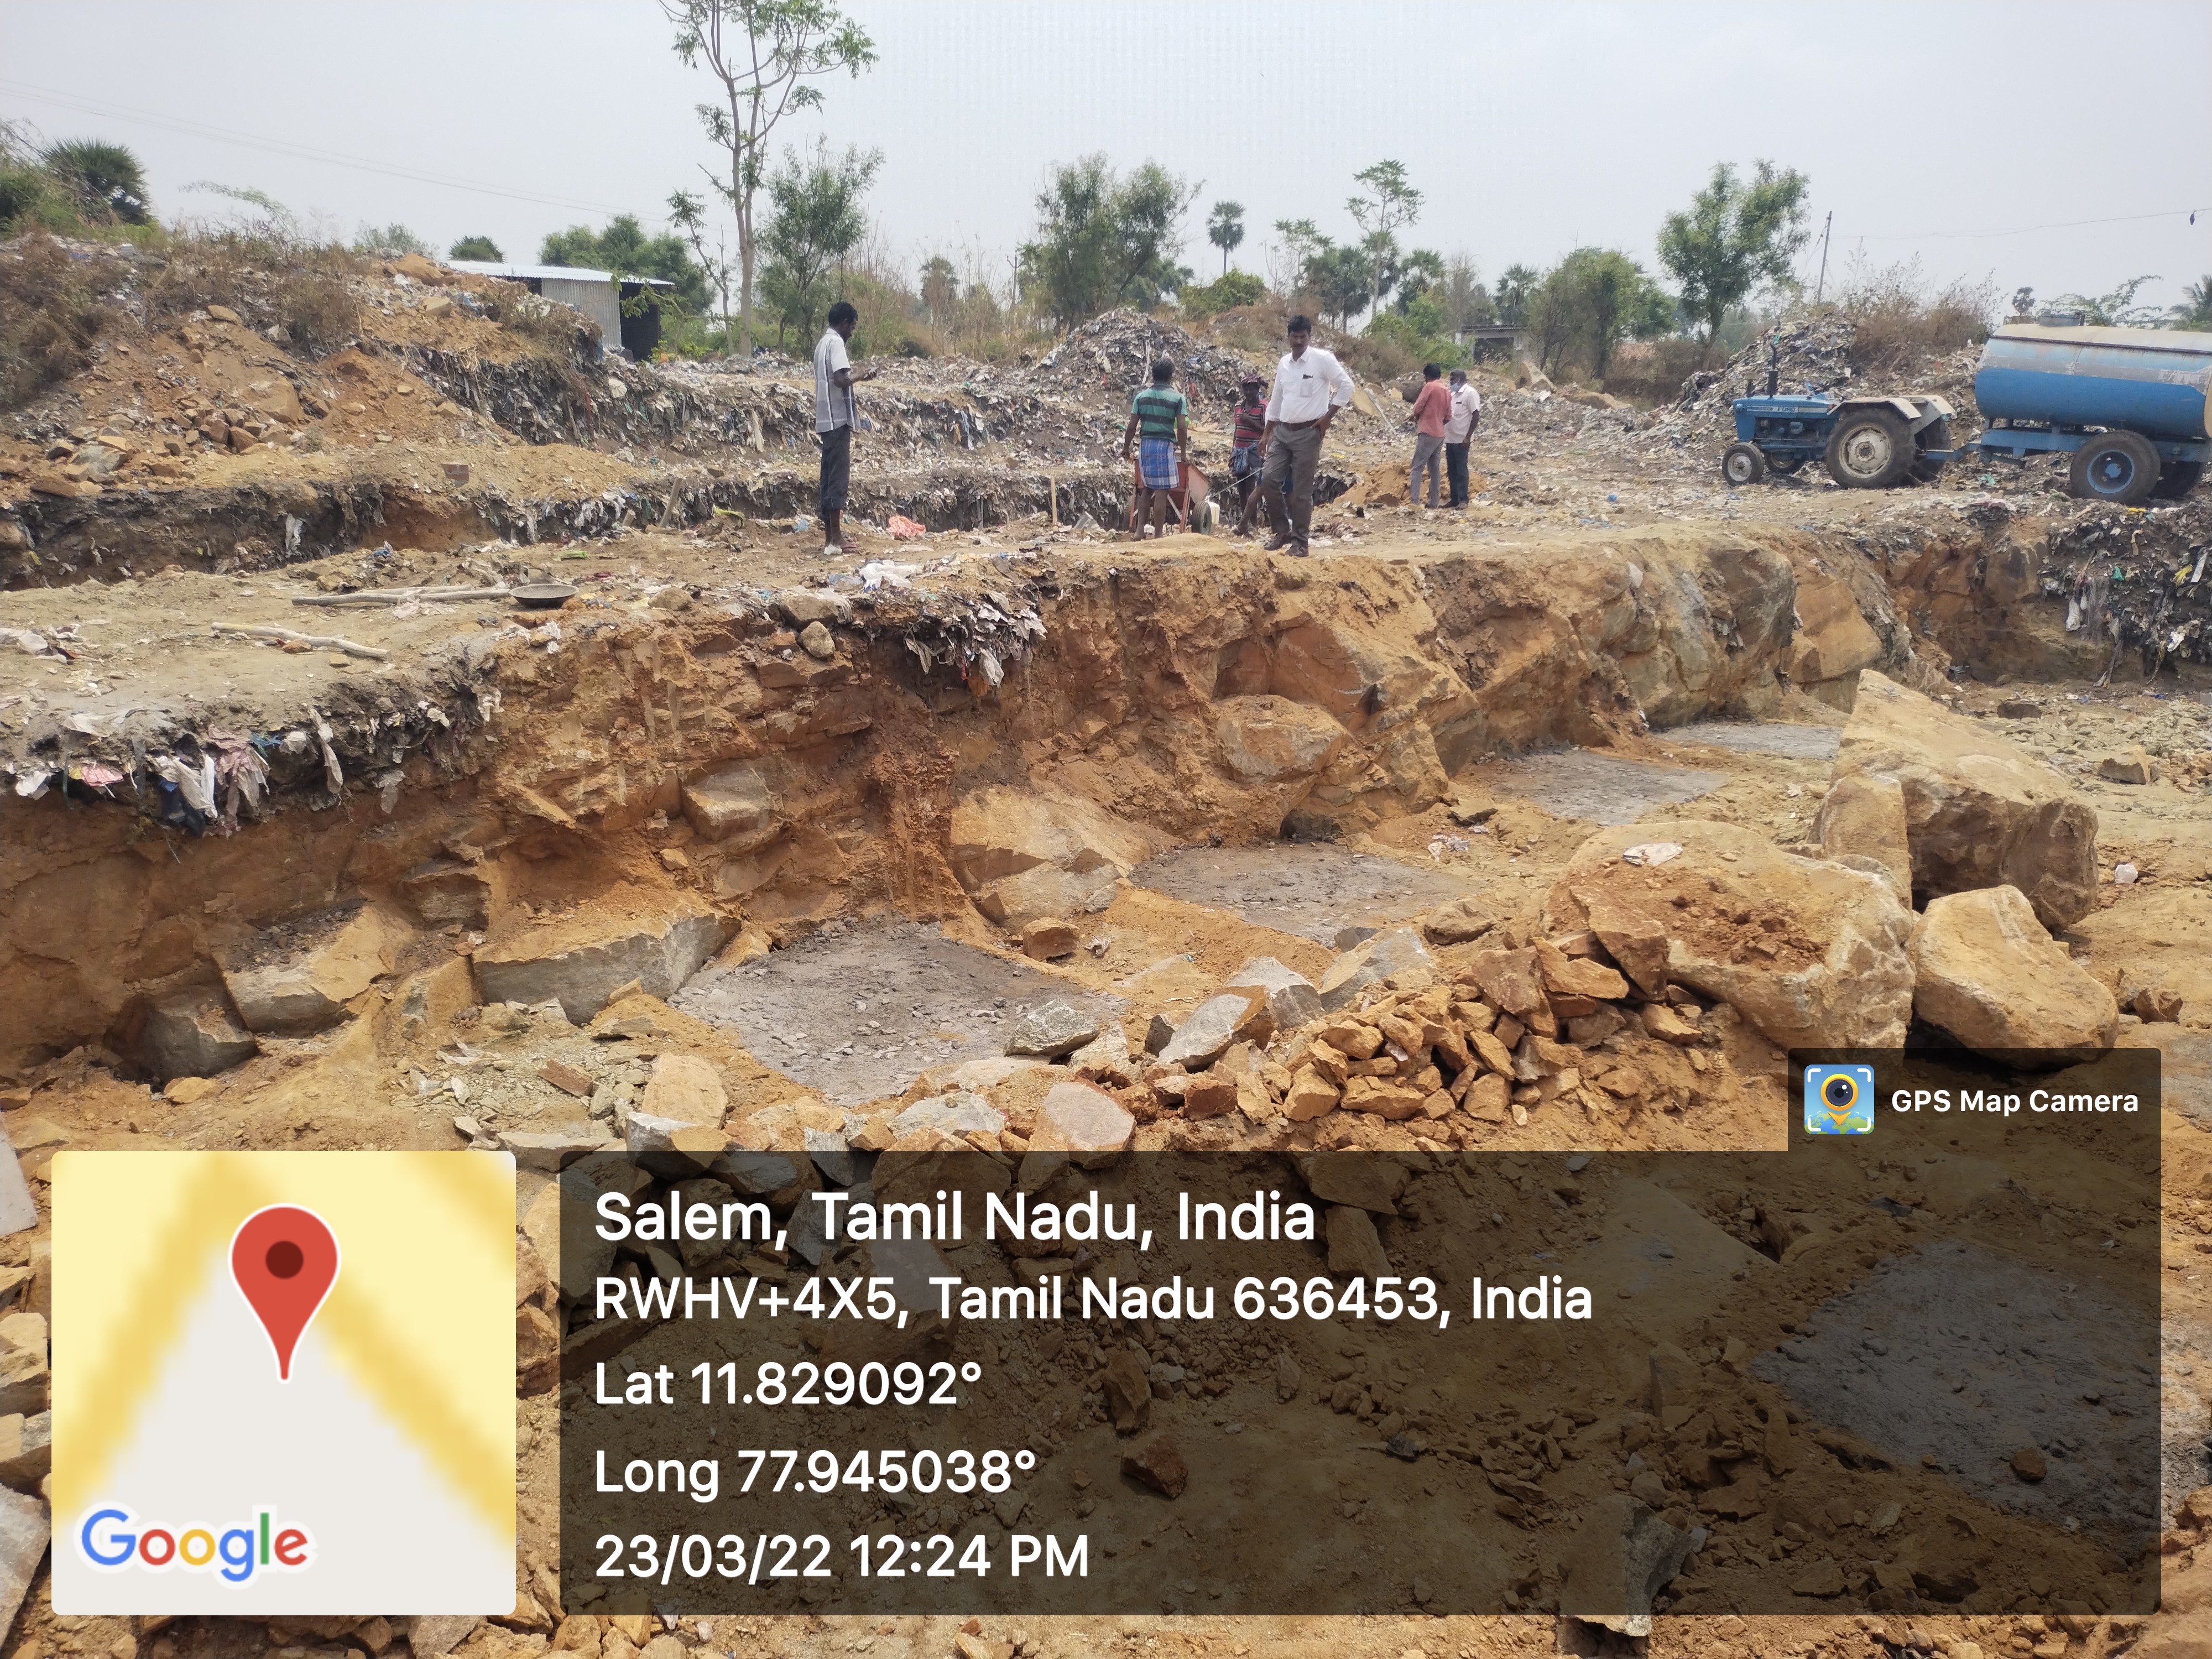 GPS Map Camera
Salem, Tamil Nadu, India
RWHV+4X5, Tamil Nadu 636453, India
Lat 11.829092°
Long 77.945038°
23/03/22 12:24 PM
Google